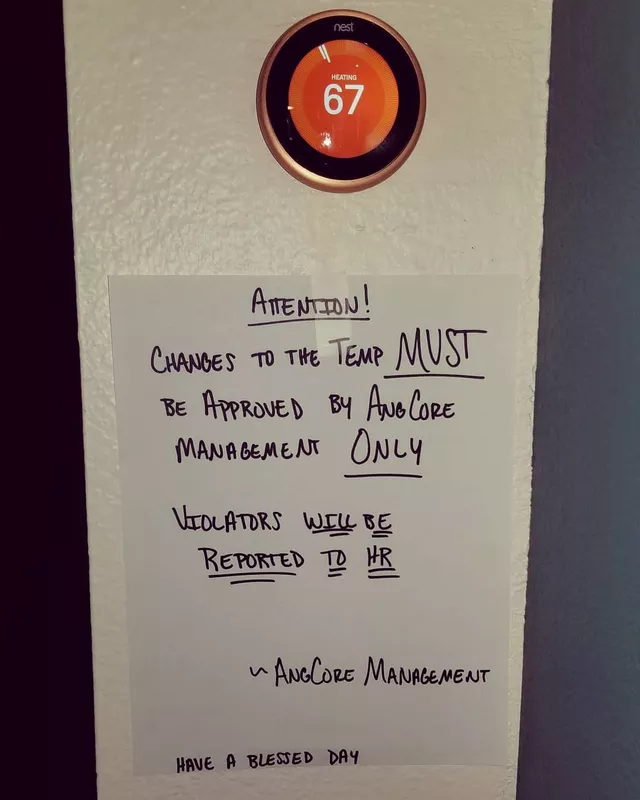 nest
HEATING
67
ATTENTION!
CHANGES TO THE TEMP MUST
BE APPROVED BY ANGCORE
MANAGEMENT ONLY
VIOLATORS WILL BE
REPORTED TO HR
~ ANGCORE MANAGEMENT
HAVE A BLESSED DAY